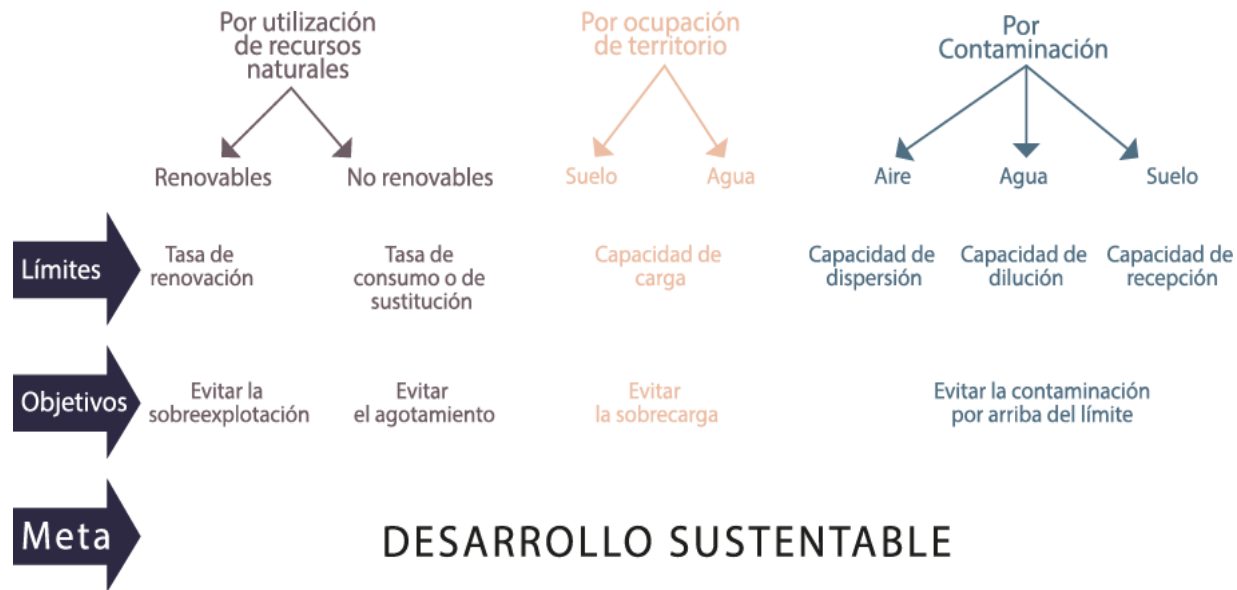 Por utilización
de recursos
naturales
Por ocupación
de territorio
Por
Contaminación
Renovables
No renovables
Suelo
Agua
Aire
Agua
Suelo
Límites
Tasa de
renovación
Tasa de
consumo o de
sustitución
Capacidad de
carga
Capacidad de
dispersión
Capacidad de
dilución
Capacidad de
recepción
Objetivos
Evitar la
sobreexplotación
Evitar
el agotamiento
Evitar
la sobrecarga
Evitar la contaminación
por arriba del límite
Meta
DESARROLLO SUSTENTABLE